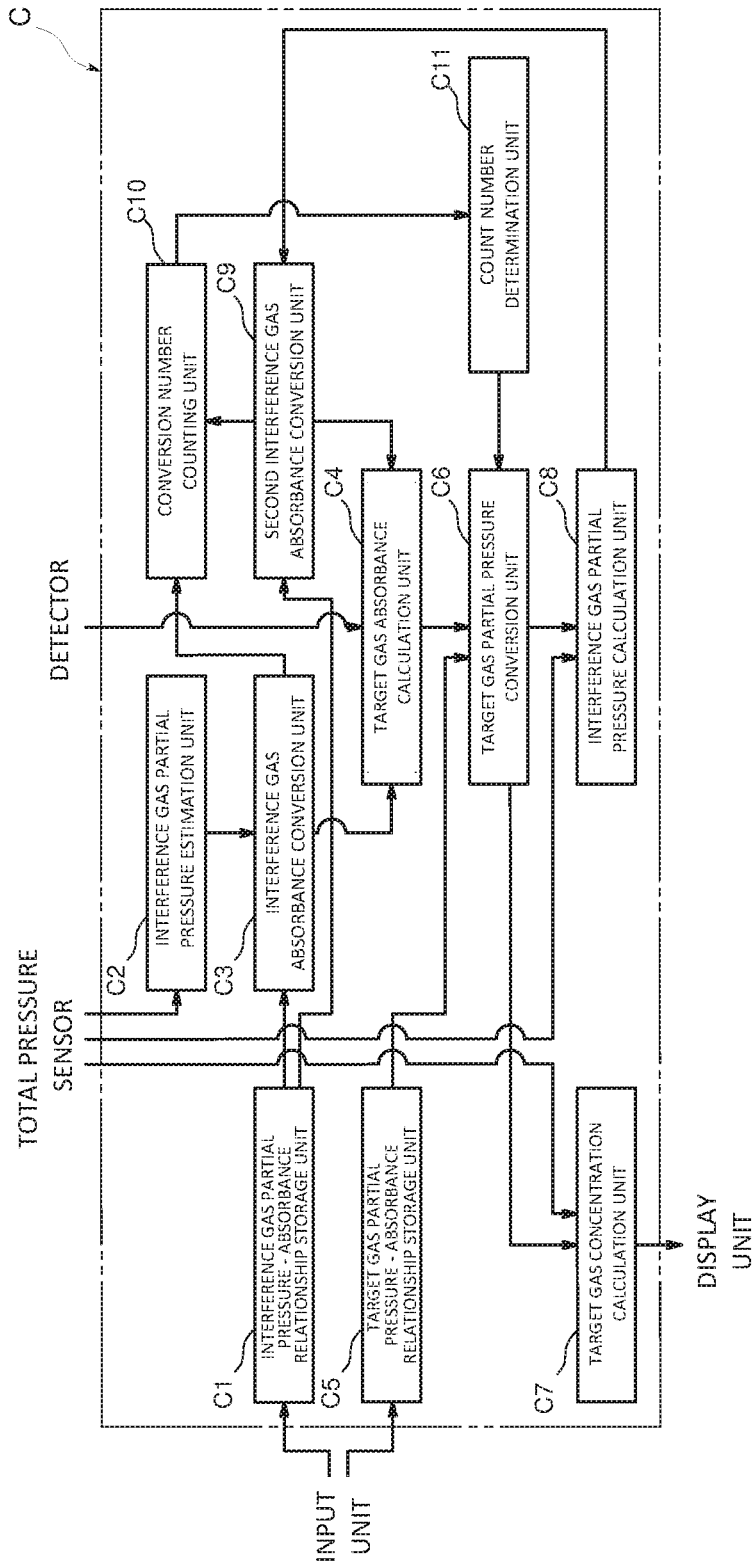 C
TOTAL PRESSURE
SENSOR
DETECTOR
INPUT
UNIT
C1
INTERFERENCE GAS PARTIAL
PRESSURE - ABSORBANCE
RELATIONSHIP STORAGE UNIT
C2
INTERFERENCE GAS PARTIAL
PRESSURE ESTIMATION UNIT
C10
CONVERSION NUMBER
COUNTING UNIT
C3
INTERFERENCE GAS
ABSORBANCE CONVERSION UNIT
C9
SECOND INTERFERENCE GAS
ABSORBANCE CONVERSION UNIT
C5
TARGET GAS PARTIAL
PRESSURE - ABSORBANCE
RELATIONSHIP STORAGE UNIT
C4
TARGET GAS ABSORBANCE
CALCULATION UNIT
C11
COUNT NUMBER
DETERMINATION UNIT
C6
TARGET GAS PARTIAL PRESSURE
CONVERSION UNIT
C7
TARGET GAS CONCENTRATION
CALCULATION UNIT
C8
INTERFERENCE GAS PARTIAL
PRESSURE CALCULATION UNIT
DISPLAY
UNIT